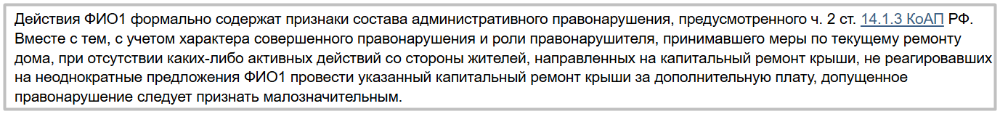 Действия ФИО1 формально содержат признаки состава административного правонарушения, предусмотренного ч. 2 ст. 14.1.3 КоАП РФ.
Вместе с тем, с учетом характера совершенного правонарушения и роли правонарушителя, принимавшего меры по текущему ремонту
дома, при отсутствии каких-либо активных действий со стороны жителей, направленных на капитальный ремонт крыши, не реагировавших
на неоднократные предложения ФИО1 провести указанный капитальный ремонт крыши за дополнительную плату, допущенное
правонарушение следует признать малозначительным.